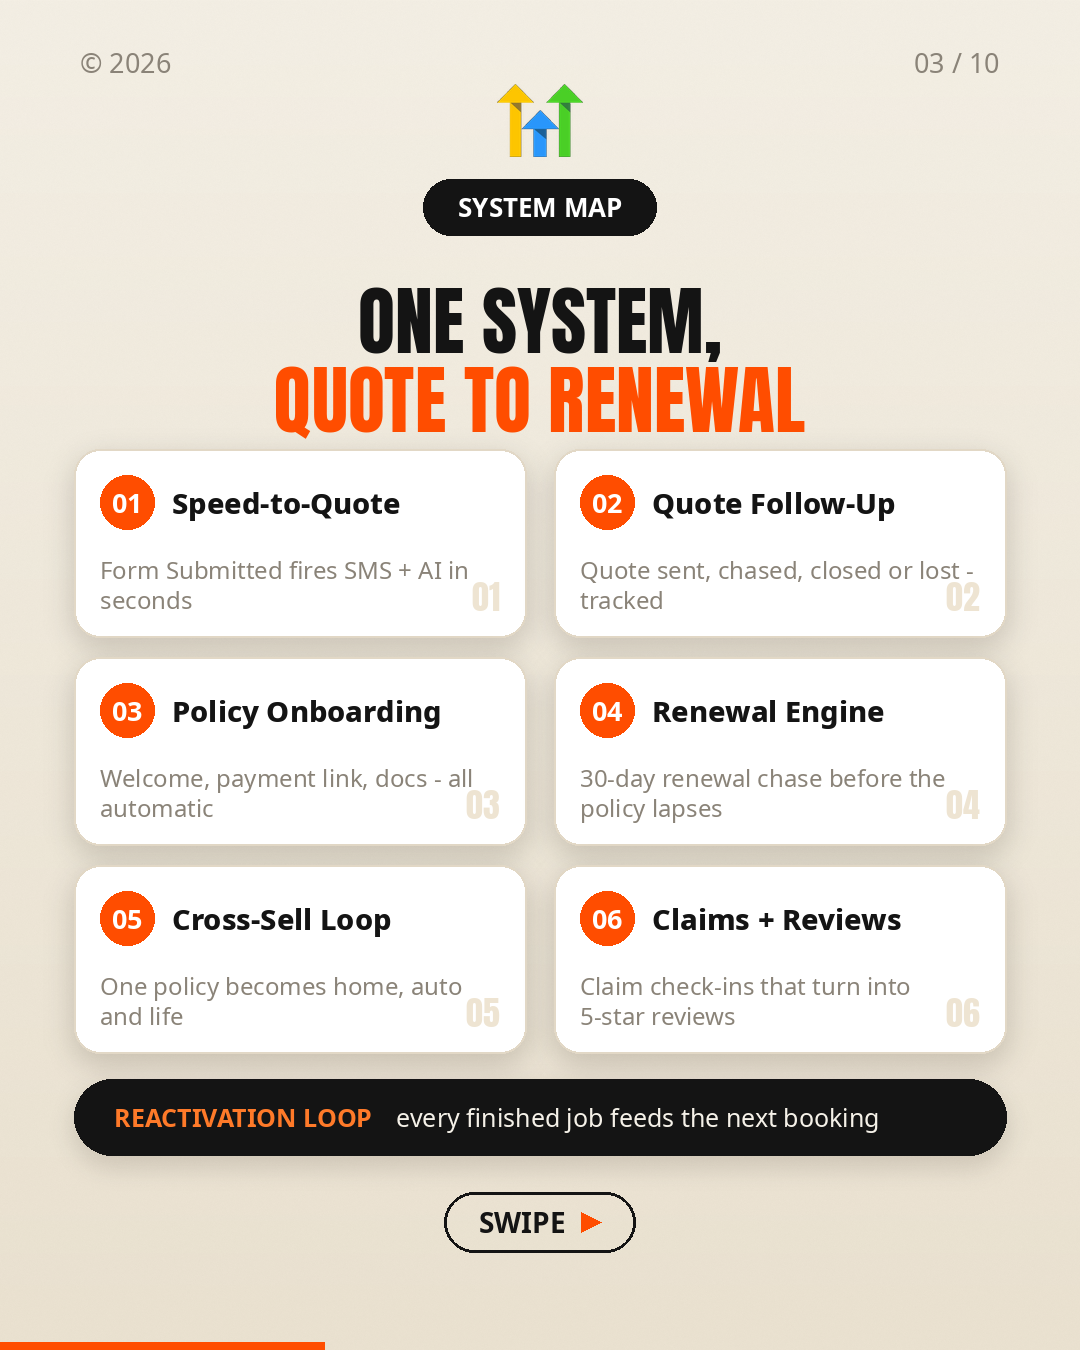 © 2026
03 / 10
SYSTEM MAP
ONE SYSTEM,
QUOTE TO RENEWAL
01 Speed-to-Quote
Form Submitted fires SMS + AI in
seconds
01
02 Quote Follow-Up
Quote sent, chased, closed or lost -
tracked
02
03 Policy Onboarding
Welcome, payment link, docs - all
automatic
03
04 Renewal Engine
30-day renewal chase before the
policy lapses
04
05 Cross-Sell Loop
One policy becomes home, auto
and life
05
06 Claims + Reviews
Claim check-ins that turn into
5-star reviews
06
REACTIVATION LOOP every finished job feeds the next booking
SWIPE